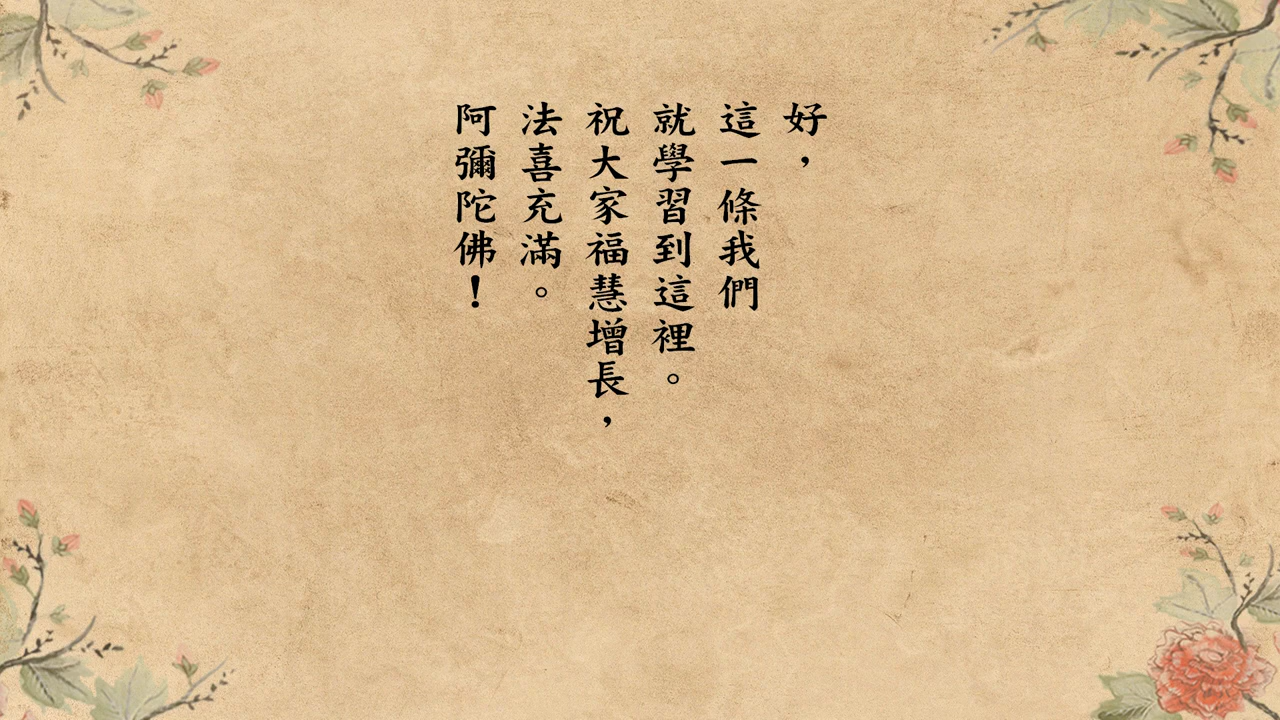 好，
這一條我們
就學習到這裡。
祝大家福慧增長，
法喜充滿。
阿彌陀佛！